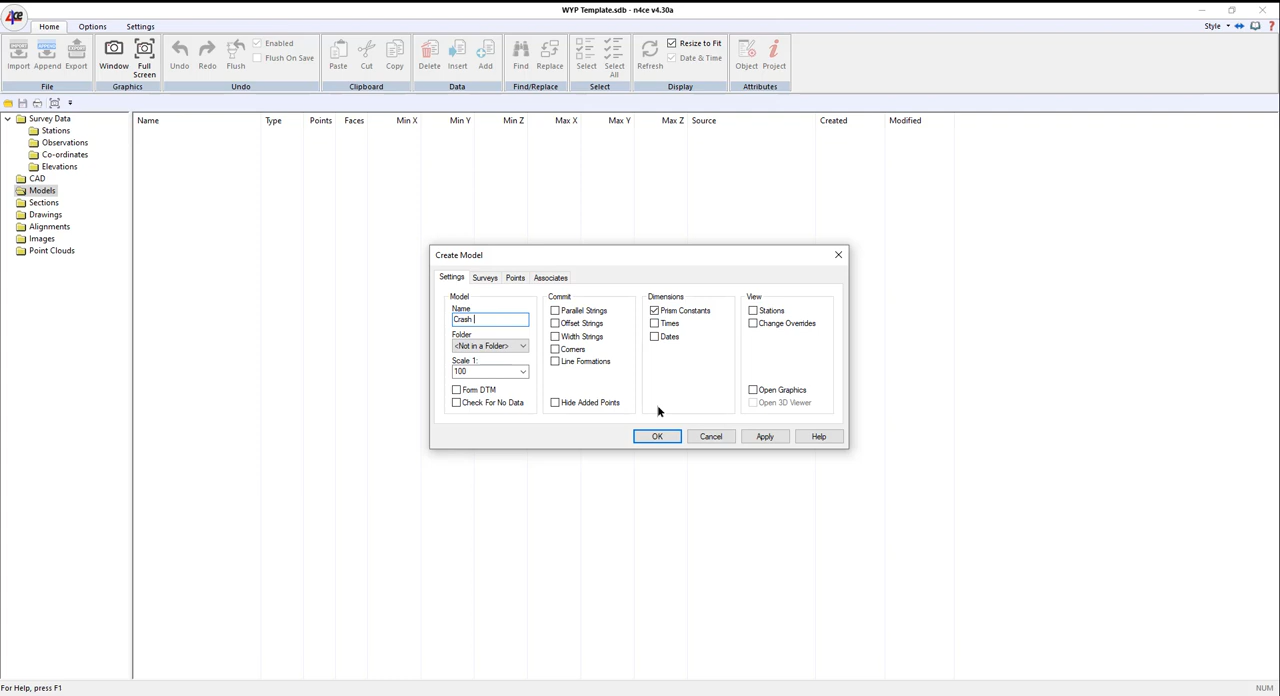 WYP Template.sdb - n4ce v4.30a
4ce
Home Options Settings Style
Import Append Export Window Full Screen Undo Redo Flush Enabled Flush On Save Paste Cut Copy Delete Insert Add Find Replace Select Select All Refresh Resize to Fit Date & Time Object Project
File Graphics Undo Clipboard Data Find/Replace Select Display Attributes
Survey Data
Stations
Observations
Co-ordinates
Elevations
CAD
Models
Sections
Drawings
Alignments
Images
Point Clouds
Name Type Points Faces Min X Min Y Min Z Max X Max Y Max Z Source Created Modified
Create Model
Settings Surveys Points Associates
Model
Name
Crash
Folder
<Not in a Folder>
Scale 1:
100
Form DTM
Check For No Data
Commit
Parallel Strings
Offset Strings
Width Strings
Corners
Line Formations
Hide Added Points
Dimensions
Prism Constants
Times
Dates
View
Stations
Change Overrides
Open Graphics
Open 3D Viewer
OK Cancel Apply Help
For Help, press F1 NUM